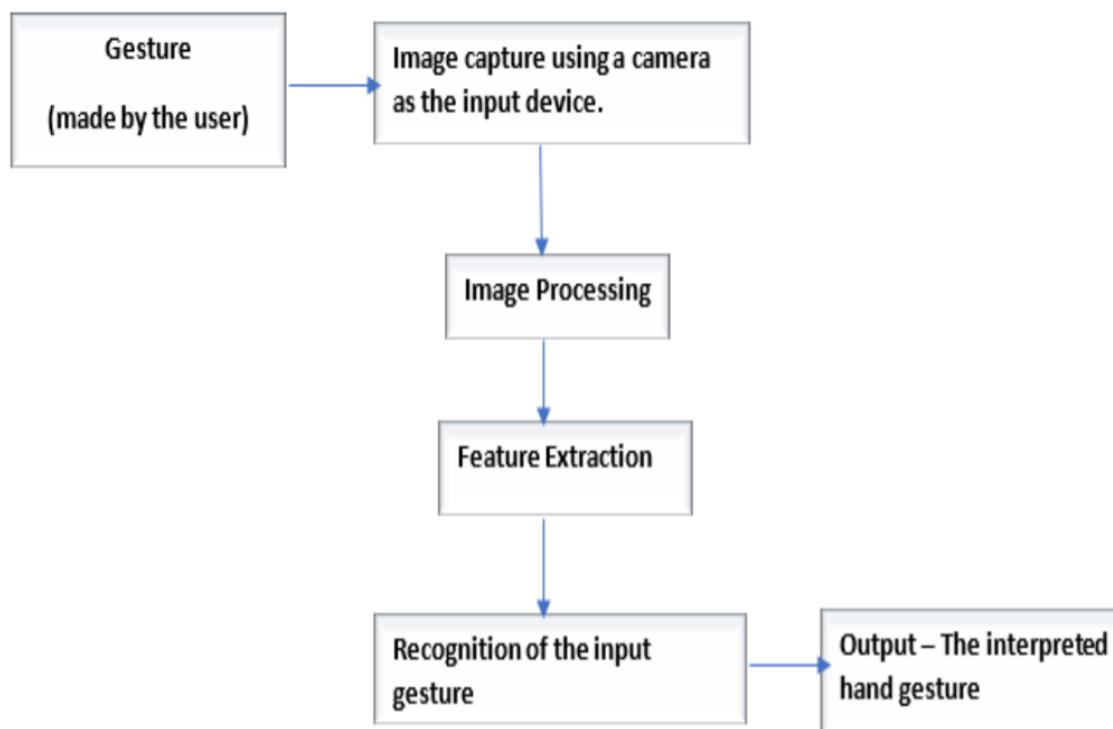 Gesture
(made by the user)
Image capture using a camera
as the input device.
Image Processing
Feature Extraction
Recognition of the input
gesture
Output – The interpreted
hand gesture